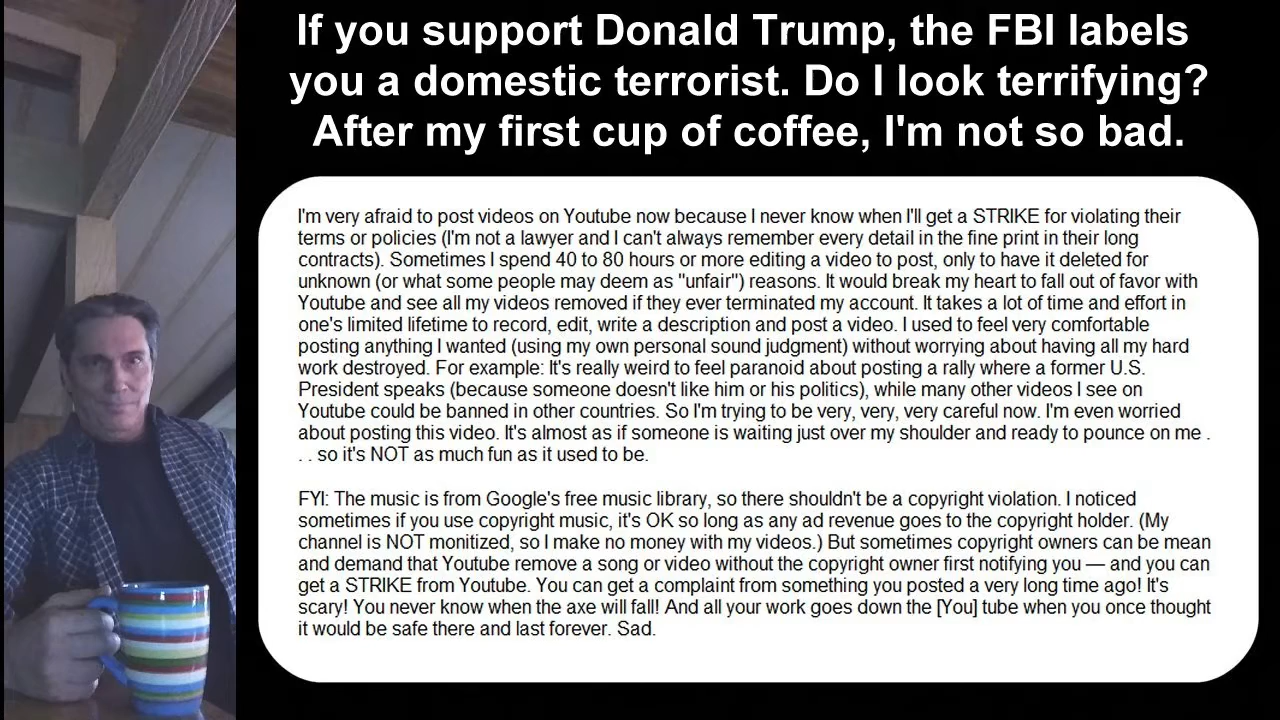 If you support Donald Trump, the FBI labels
you a domestic terrorist. Do I look terrifying?
After my first cup of coffee, I'm not so bad.
I'm very afraid to post videos on Youtube now because I never know when I'll get a STRIKE for violating their
terms or policies (I'm not a lawyer and I can't always remember every detail in the fine print in their long
contracts). Sometimes I spend 40 to 80 hours or more editing a video to post, only to have it deleted for
unknown (or what some people may deem as "unfair") reasons. It would break my heart to fall out of favor with
Youtube and see all my videos removed if they ever terminated my account. It takes a lot of time and effort in
one's limited lifetime to record, edit, write a description and post a video. I used to feel very comfortable
posting anything I wanted (using my own personal sound judgment) without worrying about having all my hard
work destroyed. For example: It's really weird to feel paranoid about posting a rally where a former U.S.
President speaks (because someone doesn't like him or his politics), while many other videos I see on
Youtube could be banned in other countries. So I'm trying to be very, very, very careful now. I'm even worried
about posting this video. It's almost as if someone is waiting just over my shoulder and ready to pounce on me .
. . so it's NOT as much fun as it used to be.
FYI: The music is from Google's free music library, so there shouldn't be a copyright violation. I noticed
sometimes if you use copyright music, it's OK so long as any ad revenue goes to the copyright holder. (My
channel is NOT monitized, so I make no money with my videos.) But sometimes copyright owners can be mean
and demand that Youtube remove a song or video without the copyright owner first notifying you — and you can
get a STRIKE from Youtube. You can get a complaint from something you posted a very long time ago! It's
scary! You never know when the axe will fall! And all your work goes down the [You] tube when you once thought
it would be safe there and last forever. Sad.